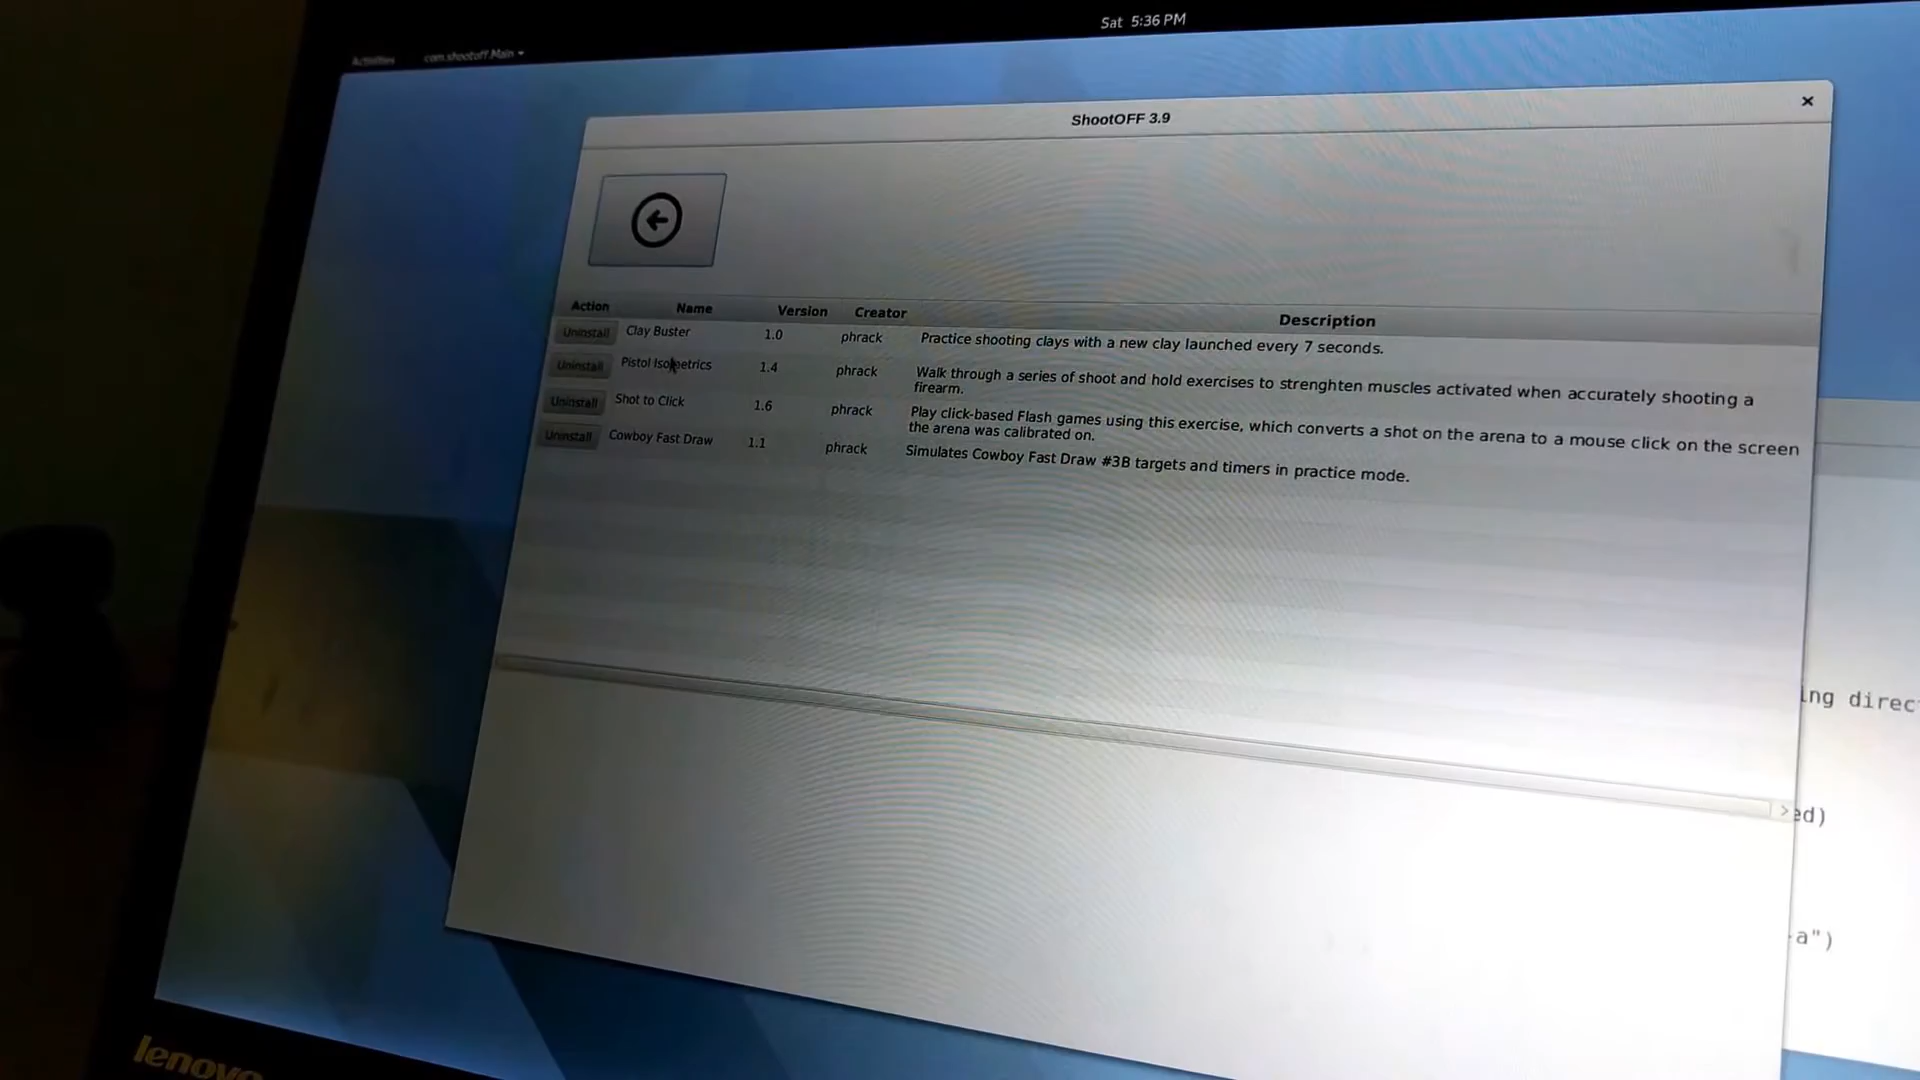 Sat 5:36 PM
Activities com.shootoff.Main
ShootOFF 3.9
Action Name Version Creator Description
Uninstall Clay Buster 1.0 phrack Practice shooting clays with a new clay launched every 7 seconds.
Uninstall Pistol Isometrics 1.4 phrack Walk through a series of shoot and hold exercises to strenghten muscles activated when accurately shooting a
firearm.
Uninstall Shot to Click 1.6 phrack Play click-based Flash games using this exercise, which converts a shot on the arena to a mouse click on the screen
the arena was calibrated on.
Uninstall Cowboy Fast Draw 1.1 phrack Simulates Cowboy Fast Draw #3B targets and timers in practice mode.
ing direc
ed)
a")
lenovo